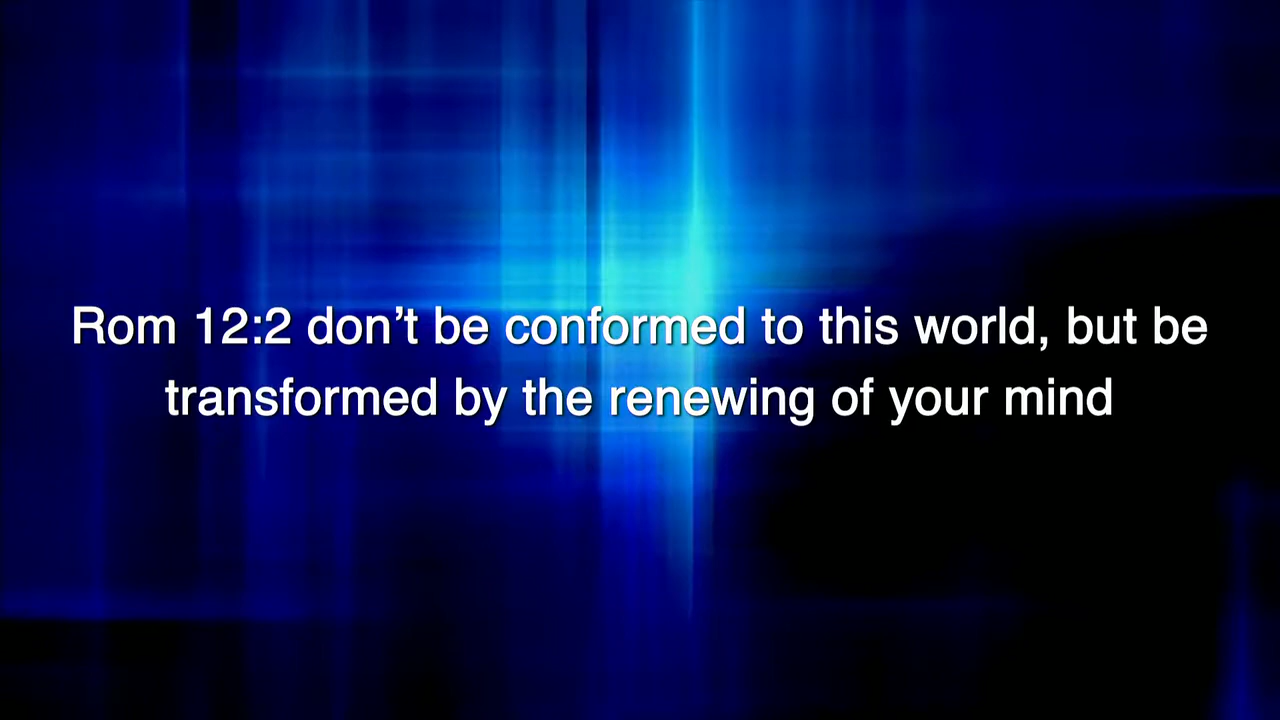 Rom 12:2 don’t be conformed to this world, but be
transformed by the renewing of your mind